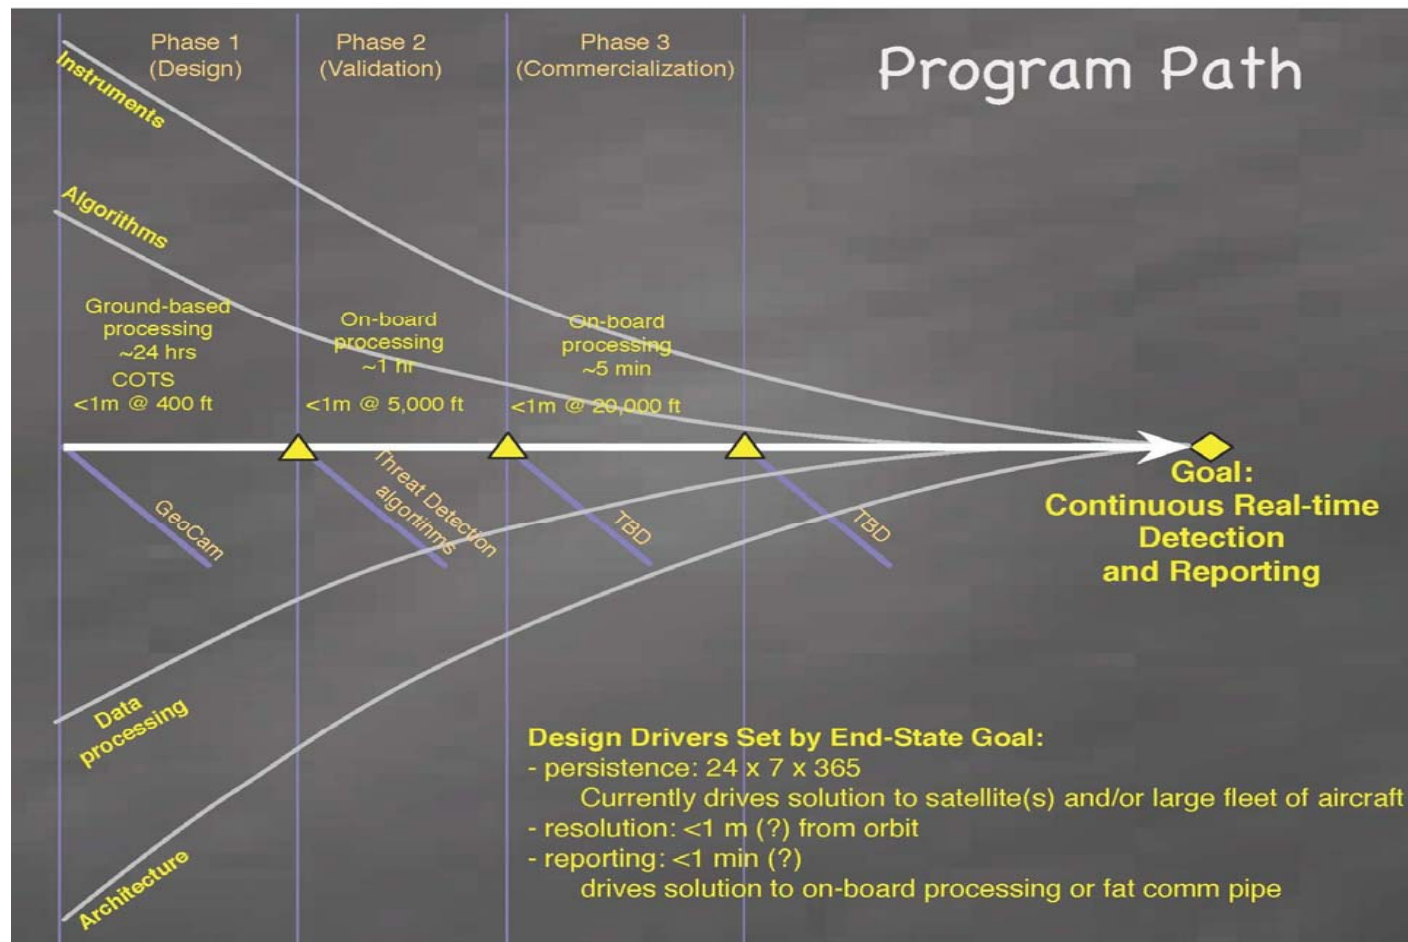 Program Path
Phase 1
(Design)
Phase 2
(Validation)
Phase 3
(Commercialization)
Instruments
Algorithms
Ground-based
processing
~24 hrs
COTS
<1m @ 400 ft
On-board
processing
~1 hr
<1m @ 5,000 ft
On-board
processing
~5 min
<1m @ 20,000 ft
GeoCam
Threat Detection
algorithms
TBD
TBD
Goal:
Continuous Real-time
Detection
and Reporting
Data
processing
Architecture
Design Drivers Set by End-State Goal:
- persistence: 24 x 7 x 365
Currently drives solution to satellite(s) and/or large fleet of aircraft
- resolution: <1 m (?) from orbit
- reporting: <1 min (?)
drives solution to on-board processing or fat comm pipe